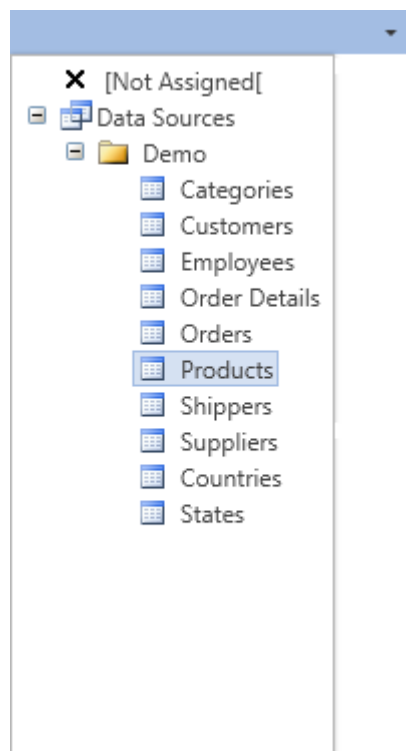 [Not Assigned[
Data Sources
Demo
Categories
Customers
Employees
Order Details
Orders
Products
Shippers
Suppliers
Countries
States